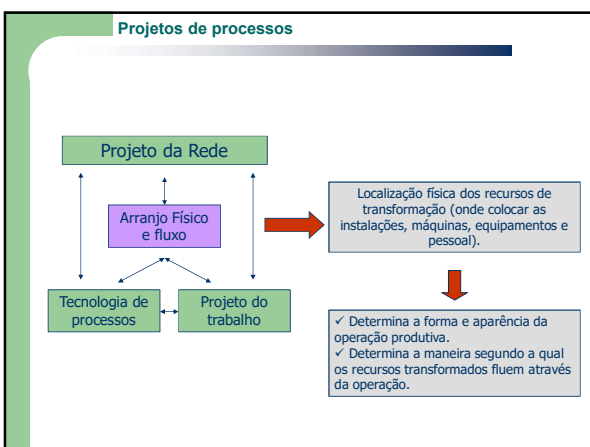 Projetos de processos
Projeto da Rede
Arranjo Físico
e fluxo
Tecnologia de
processos
Projeto do
trabalho
Localização física dos recursos de
transformação (onde colocar as
instalações, máquinas, equipamentos e
pessoal).
✓ Determina a forma e aparência da
operação produtiva.
✓ Determina a maneira segundo a qual
os recursos transformados fluem através
da operação.